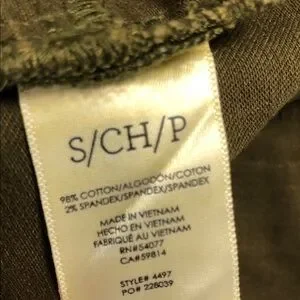 S/CH/P
98% COTTON/ALGODÓN/COTON
2% SPANDEX/SPANDEX/SPANDEX
MADE IN VIETNAM
HECHO EN VIETNAM
FABRIQUÉ AU VIETNAM
RN#54077
CA#59814
STYLE# 4497
PO# 228039